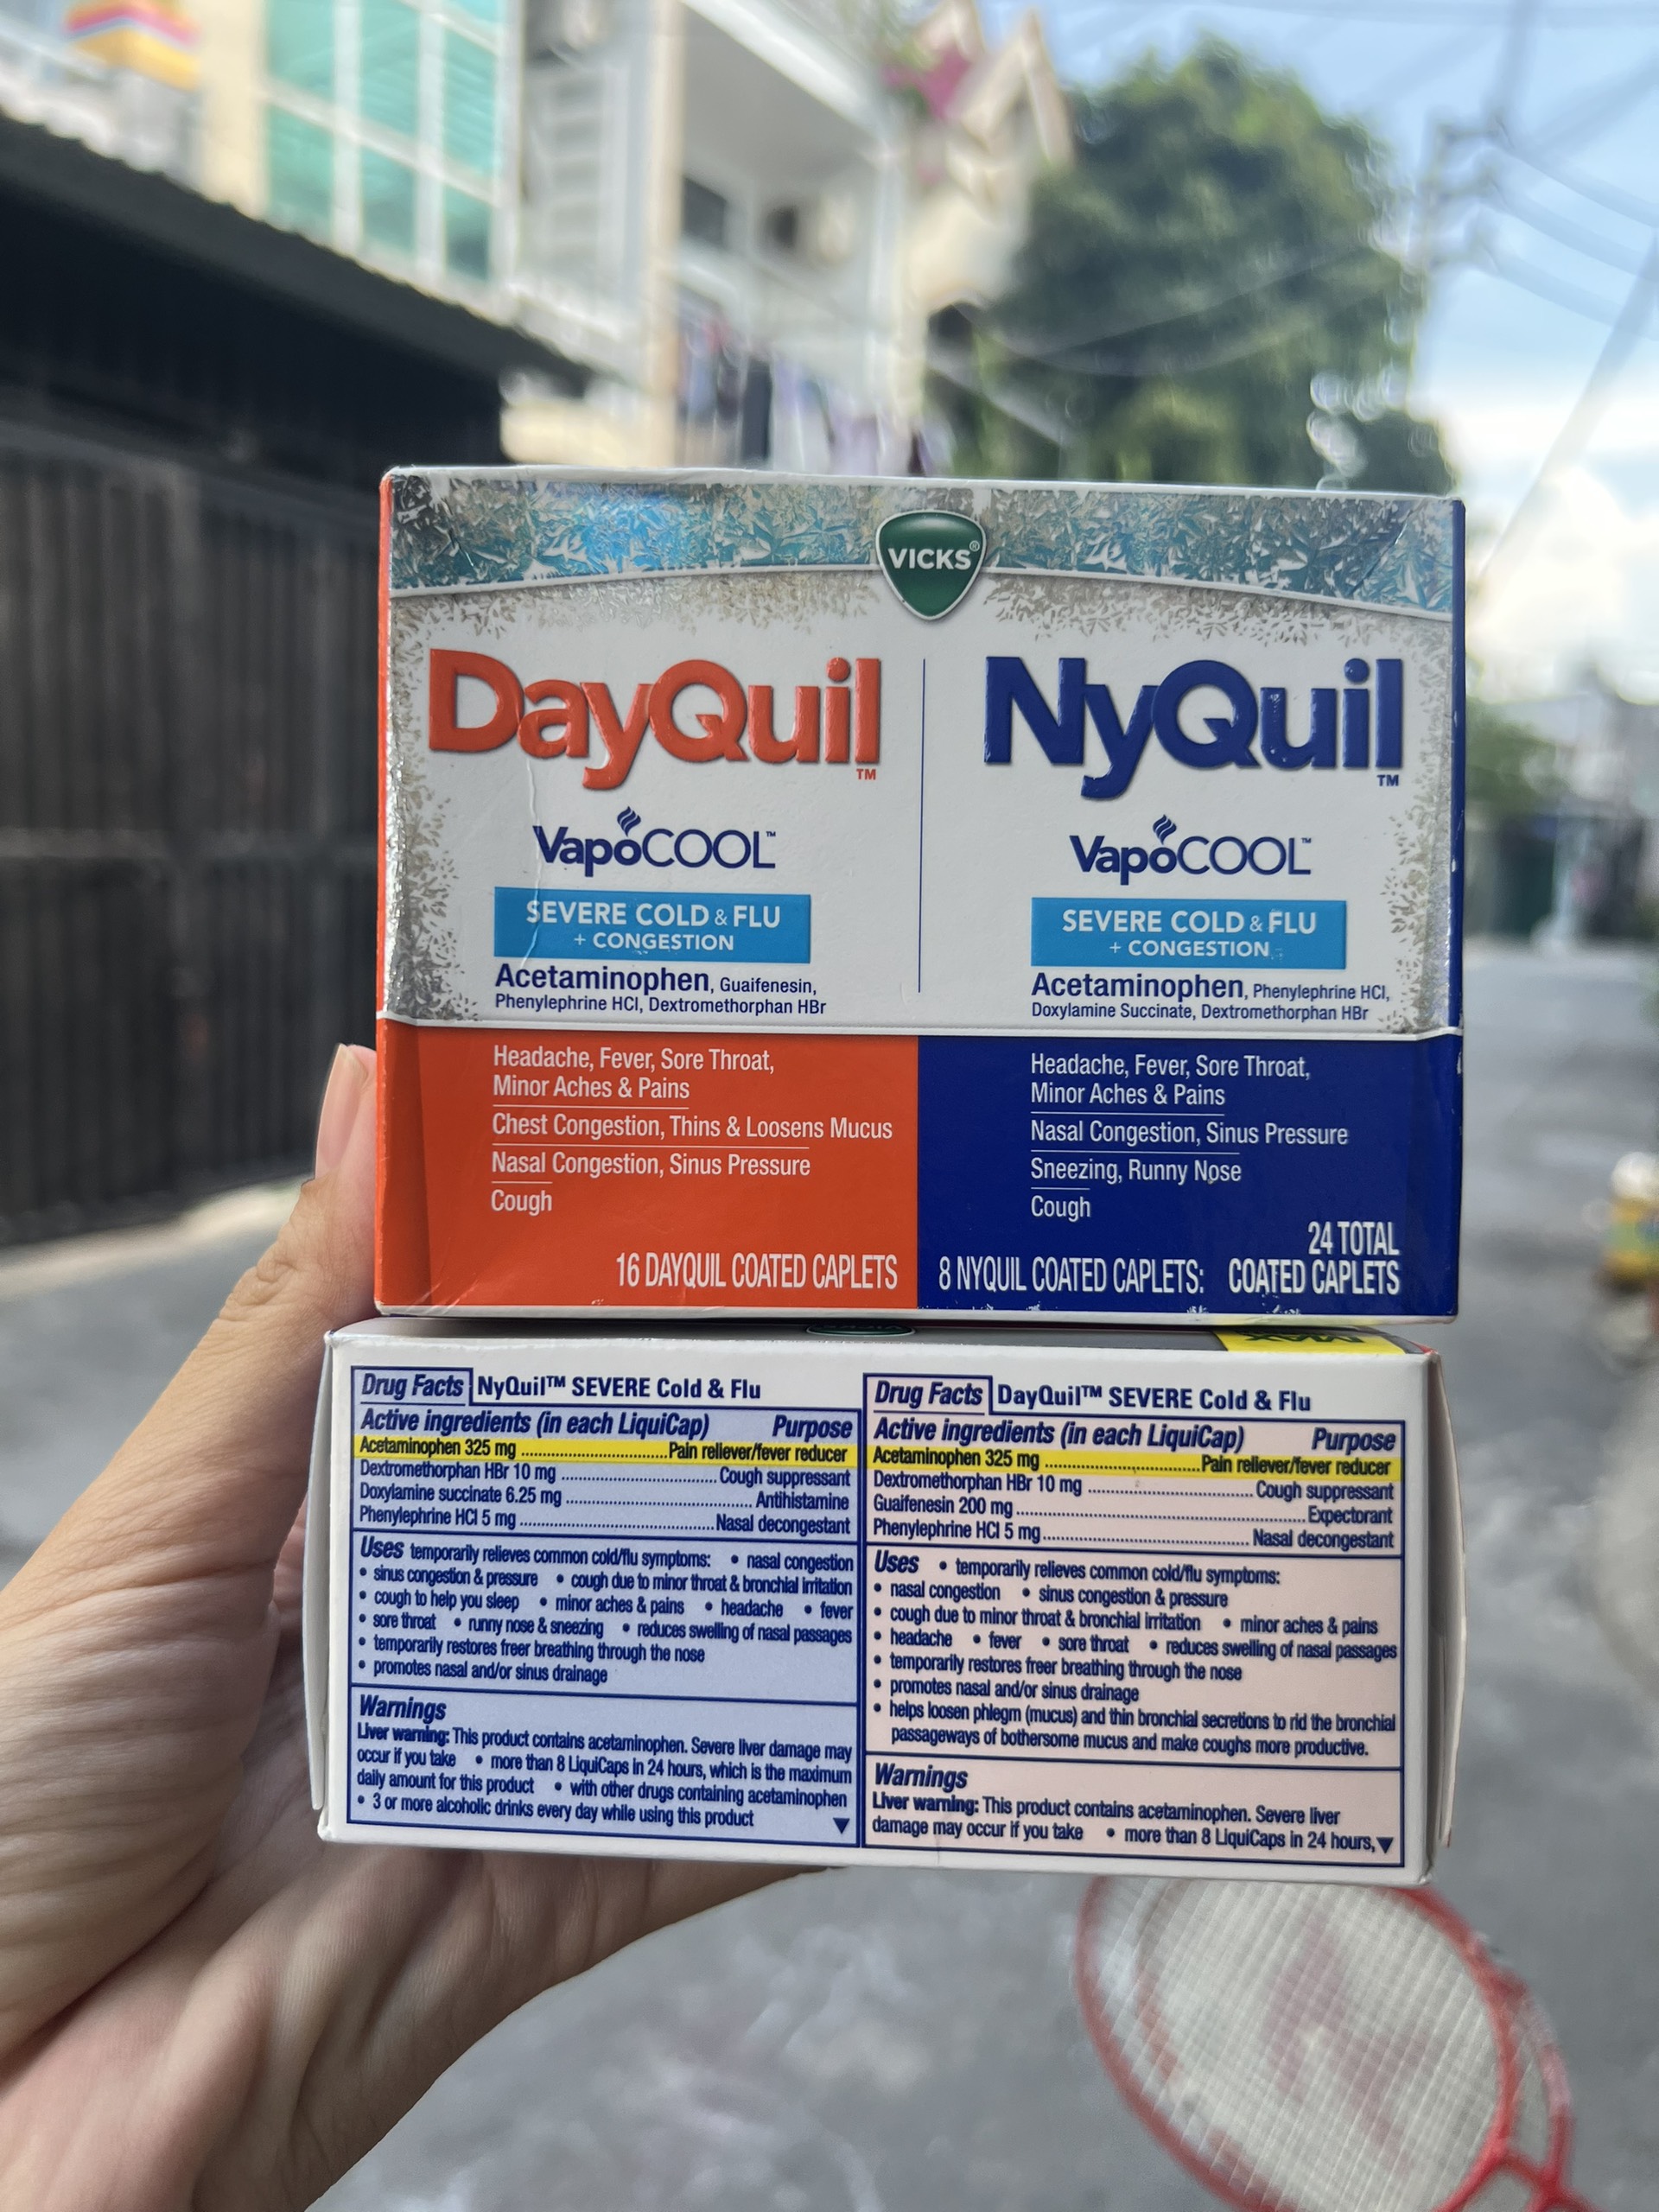 VICKS®
DayQuil™
VapoCOOL™
SEVERE COLD & FLU
+ CONGESTION
Acetaminophen, Guaifenesin,
Phenylephrine HCl, Dextromethorphan HBr
NyQuil™
VapoCOOL™
SEVERE COLD & FLU
+ CONGESTION
Acetaminophen, Phenylephrine HCl,
Doxylamine Succinate, Dextromethorphan HBr
Headache, Fever, Sore Throat,
Minor Aches & Pains
Chest Congestion, Thins & Loosens Mucus
Nasal Congestion, Sinus Pressure
Cough
16 DAYQUIL COATED CAPLETS
Headache, Fever, Sore Throat,
Minor Aches & Pains
Nasal Congestion, Sinus Pressure
Sneezing, Runny Nose
Cough
8 NYQUIL COATED CAPLETS:
24 TOTAL
COATED CAPLETS
VICKS
MAX
Drug Facts NyQuil™ SEVERE Cold & Flu
Active ingredients (in each LiquiCap) Purpose
Acetaminophen 325 mg ........ Pain reliever/fever reducer
Dextromethorphan HBr 10 mg ........ Cough suppressant
Doxylamine succinate 6.25 mg ........ Antihistamine
Phenylephrine HCl 5 mg ........ Nasal decongestant
Uses temporarily relieves common cold/flu symptoms: • nasal congestion
• sinus congestion & pressure • cough due to minor throat & bronchial irritation
• cough to help you sleep • minor aches & pains • headache • fever
• sore throat • runny nose & sneezing • reduces swelling of nasal passages
• temporarily restores freer breathing through the nose
• promotes nasal and/or sinus drainage
Warnings
Liver warning: This product contains acetaminophen. Severe liver damage may
occur if you take • more than 8 LiquiCaps in 24 hours, which is the maximum
daily amount for this product • with other drugs containing acetaminophen
• 3 or more alcoholic drinks every day while using this product
Drug Facts DayQuil™ SEVERE Cold & Flu
Active ingredients (in each LiquiCap) Purpose
Acetaminophen 325 mg ........ Pain reliever/fever reducer
Dextromethorphan HBr 10 mg ........ Cough suppressant
Guaifenesin 200 mg ........ Expectorant
Phenylephrine HCl 5 mg ........ Nasal decongestant
Uses • temporarily relieves common cold/flu symptoms:
• nasal congestion • sinus congestion & pressure
• cough due to minor throat & bronchial irritation • minor aches & pains
• headache • fever • sore throat • reduces swelling of nasal passages
• temporarily restores freer breathing through the nose
• promotes nasal and/or sinus drainage
• helps loosen phlegm (mucus) and thin bronchial secretions to rid the bronchial
passageways of bothersome mucus and make coughs more productive.
Warnings
Liver warning: This product contains acetaminophen. Severe liver
damage may occur if you take • more than 8 LiquiCaps in 24 hours,